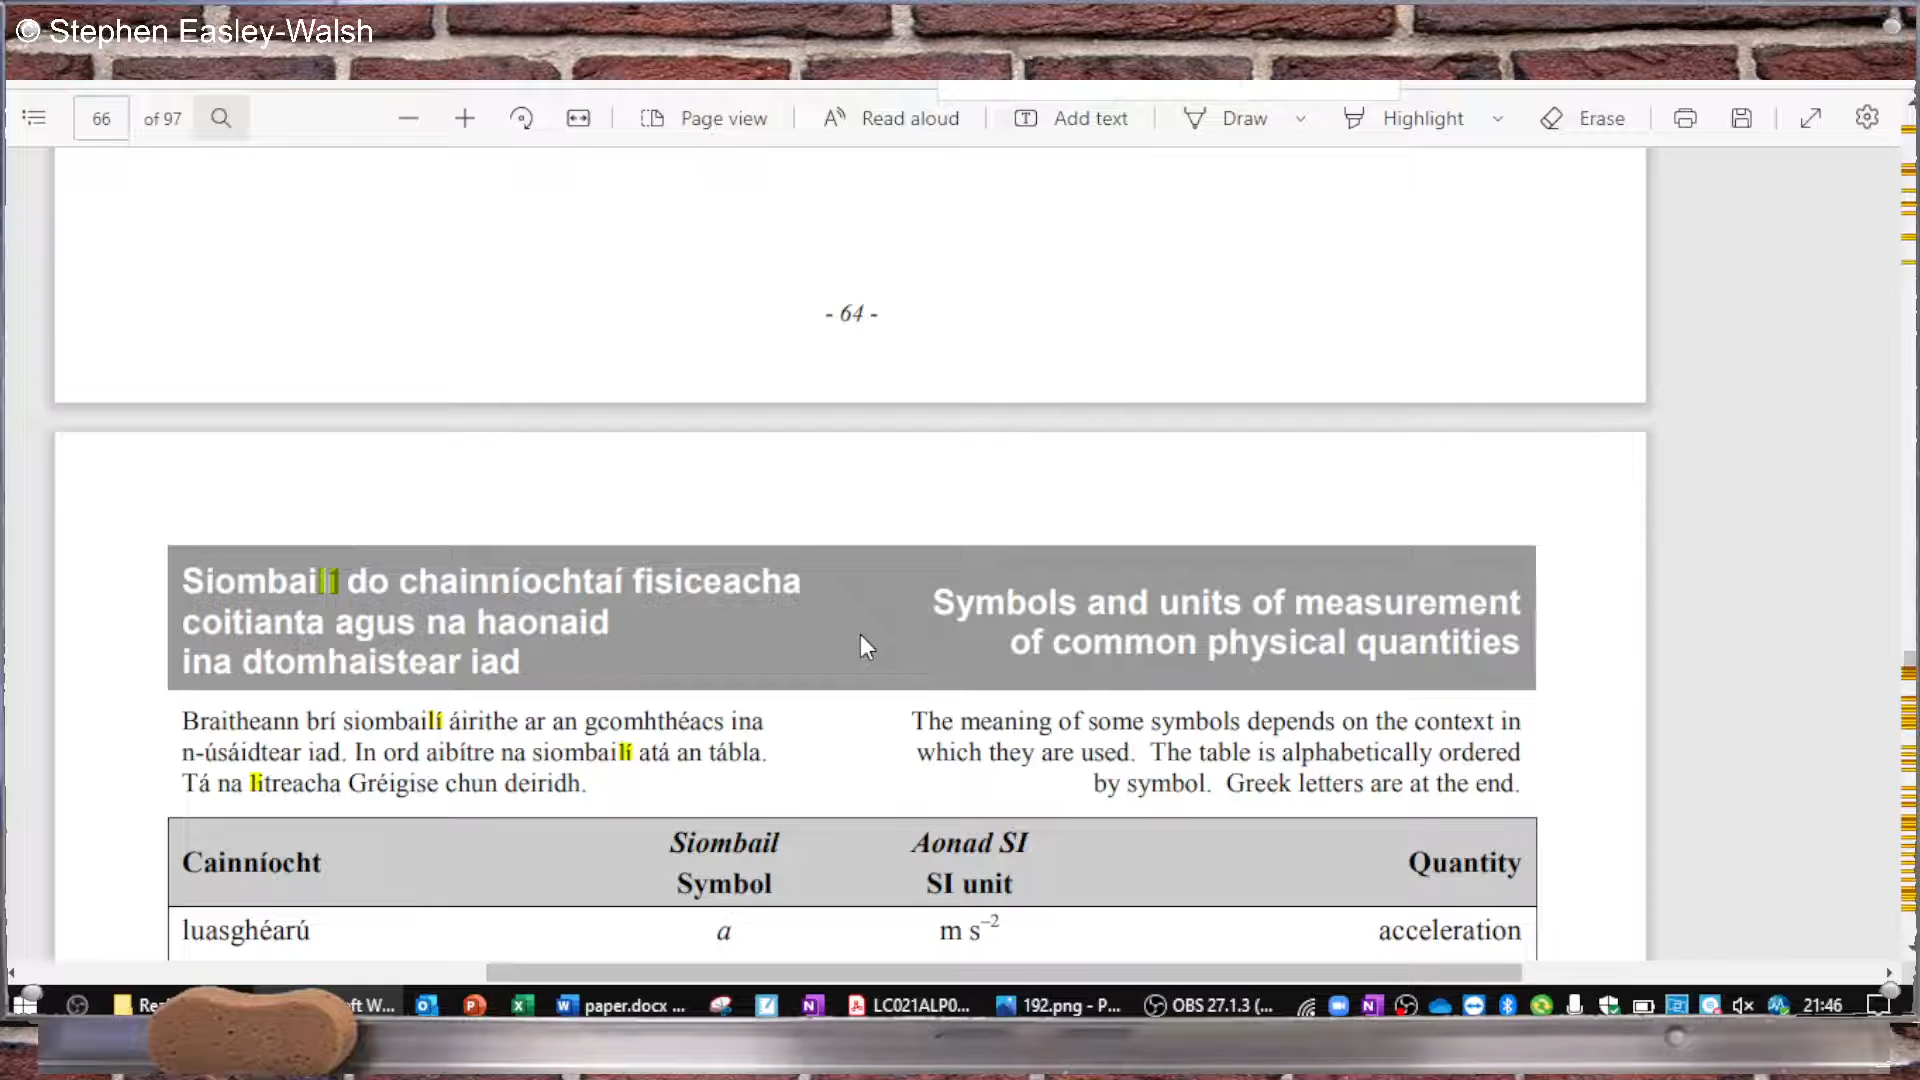 © Stephen Easley-Walsh
66 of 97 Page view Read aloud Add text Draw Highlight Erase
- 64 -
Siombailí do chainníochtaí fisiceacha
coitianta agus na haonaid
ina dtomhaistear iad
Symbols and units of measurement
of common physical quantities
Braitheann brí siombailí áirithe ar an gcomhthéacs ina
n-úsáidtear iad. In ord aibítre na siombailí atá an tábla.
Tá na litreacha Gréigise chun deiridh.
The meaning of some symbols depends on the context in
which they are used. The table is alphabetically ordered
by symbol. Greek letters are at the end.
Cainníocht
Siombail
Symbol
Aonad SI
SI unit
Quantity
luasghéarú a m s⁻² acceleration
paper.docx ... LC021ALP0... 192.png - P... OBS 27.1.3 (... 21:46